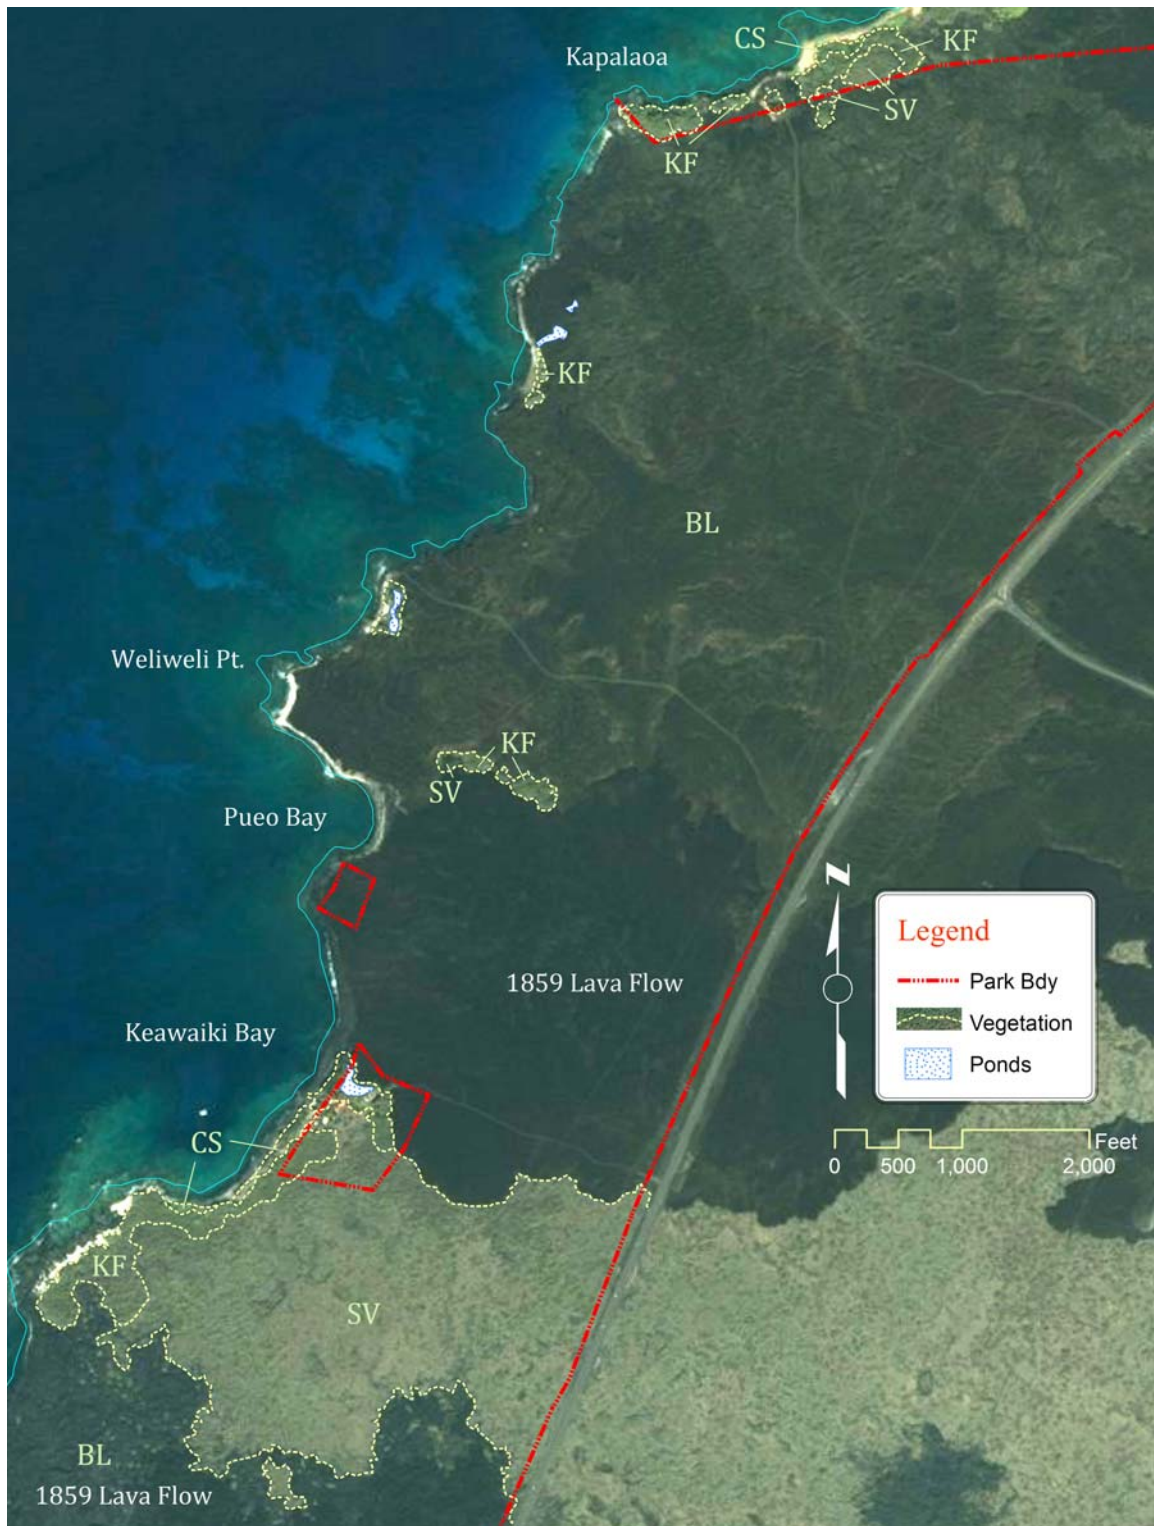 CS
KF
Kapalaoa
SV
KF
KF
BL
Weliweli Pt.
KF
SV
Pueo Bay
N
Legend
Park Bdy
Vegetation
Ponds
1859 Lava Flow
Keawaiki Bay
CS
Feet
0 500 1,000 2,000
KF
SV
BL
1859 Lava Flow